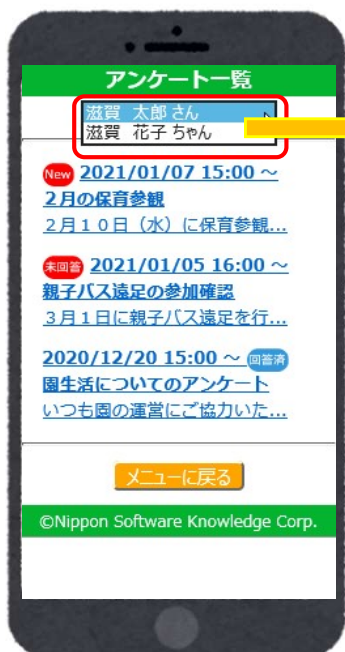 アンケート一覧
滋賀 太郎 さん
滋賀 花子 ちゃん
New 2021/01/07 15:00 ～
2月の保育参観
2月１０日（水）に保育参観...
未回答 2021/01/05 16:00 ～
親子バス遠足の参加確認
３月１日に親子バス遠足を行...
2020/12/20 15:00 ～ 回答済
園生活についてのアンケート
いつも園の運営にご協力いた...
メニューに戻る
©Nippon Software Knowledge Corp.